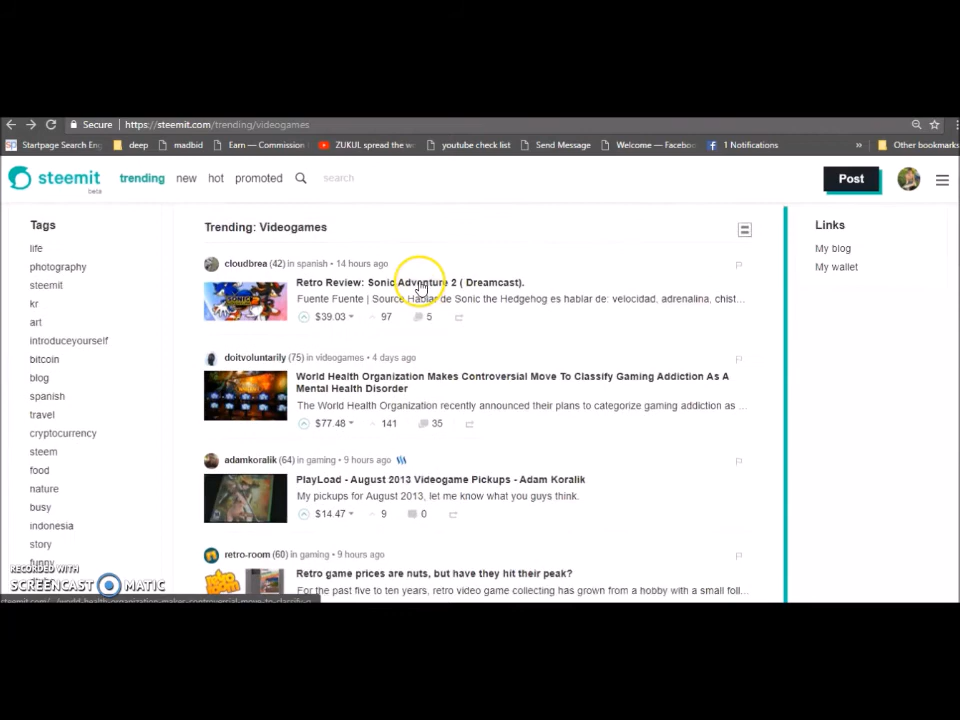 Secure https://steemit.com/trending/videogames
Startpage Search Eng deep madbid Earn — Commission ZUKUL spread the w youtube check list Send Message Welcome — Faceboo 1 Notifications » Other bookmarks
steemit
beta
trending new hot promoted search Post
Tags
life
photography
steemit
kr
art
introduceyourself
bitcoin
blog
spanish
travel
cryptocurrency
steem
food
nature
busy
indonesia
story
funny
Trending: Videogames
cloudbrea (42) in spanish • 14 hours ago
Retro Review: Sonic Adventure 2 ( Dreamcast).
Fuente Fuente | Source Hablar de Sonic the Hedgehog es hablar de: velocidad, adrenalina, chist...
$39.03 97 5
doitvoluntarily (75) in videogames • 4 days ago
World Health Organization Makes Controversial Move To Classify Gaming Addiction As A
Mental Health Disorder
The World Health Organization recently announced their plans to categorize gaming addiction as ...
$77.48 141 35
adamkoralik (64) in gaming • 9 hours ago
PlayLoad - August 2013 Videogame Pickups - Adam Koralik
My pickups for August 2013, let me know what you guys think.
$14.47 9 0
retro-room (60) in gaming • 9 hours ago
Retro game prices are nuts, but have they hit their peak?
For the past five to ten years, retro video game collecting has grown from a hobby with a small foll...
Links
My blog
My wallet
RECORDED WITH
SCREENCAST MATIC